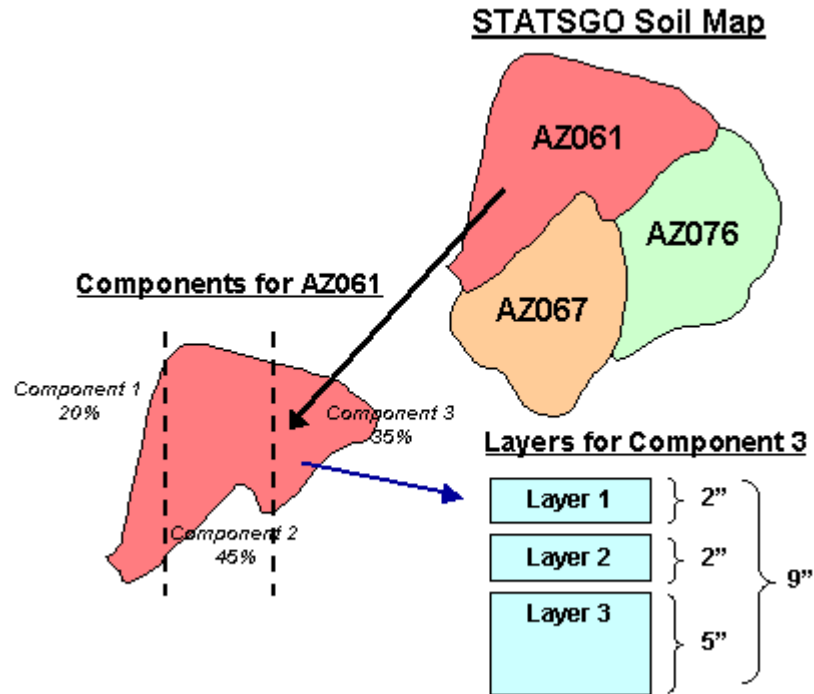 STATSGO Soil Map
AZ061
AZ076
AZ067
Components for AZ061
Component 1
20%
Component 3
35%
Component 2
45%
Layers for Component 3
Layer 1
2”
Layer 2
2”
9”
Layer 3
5”